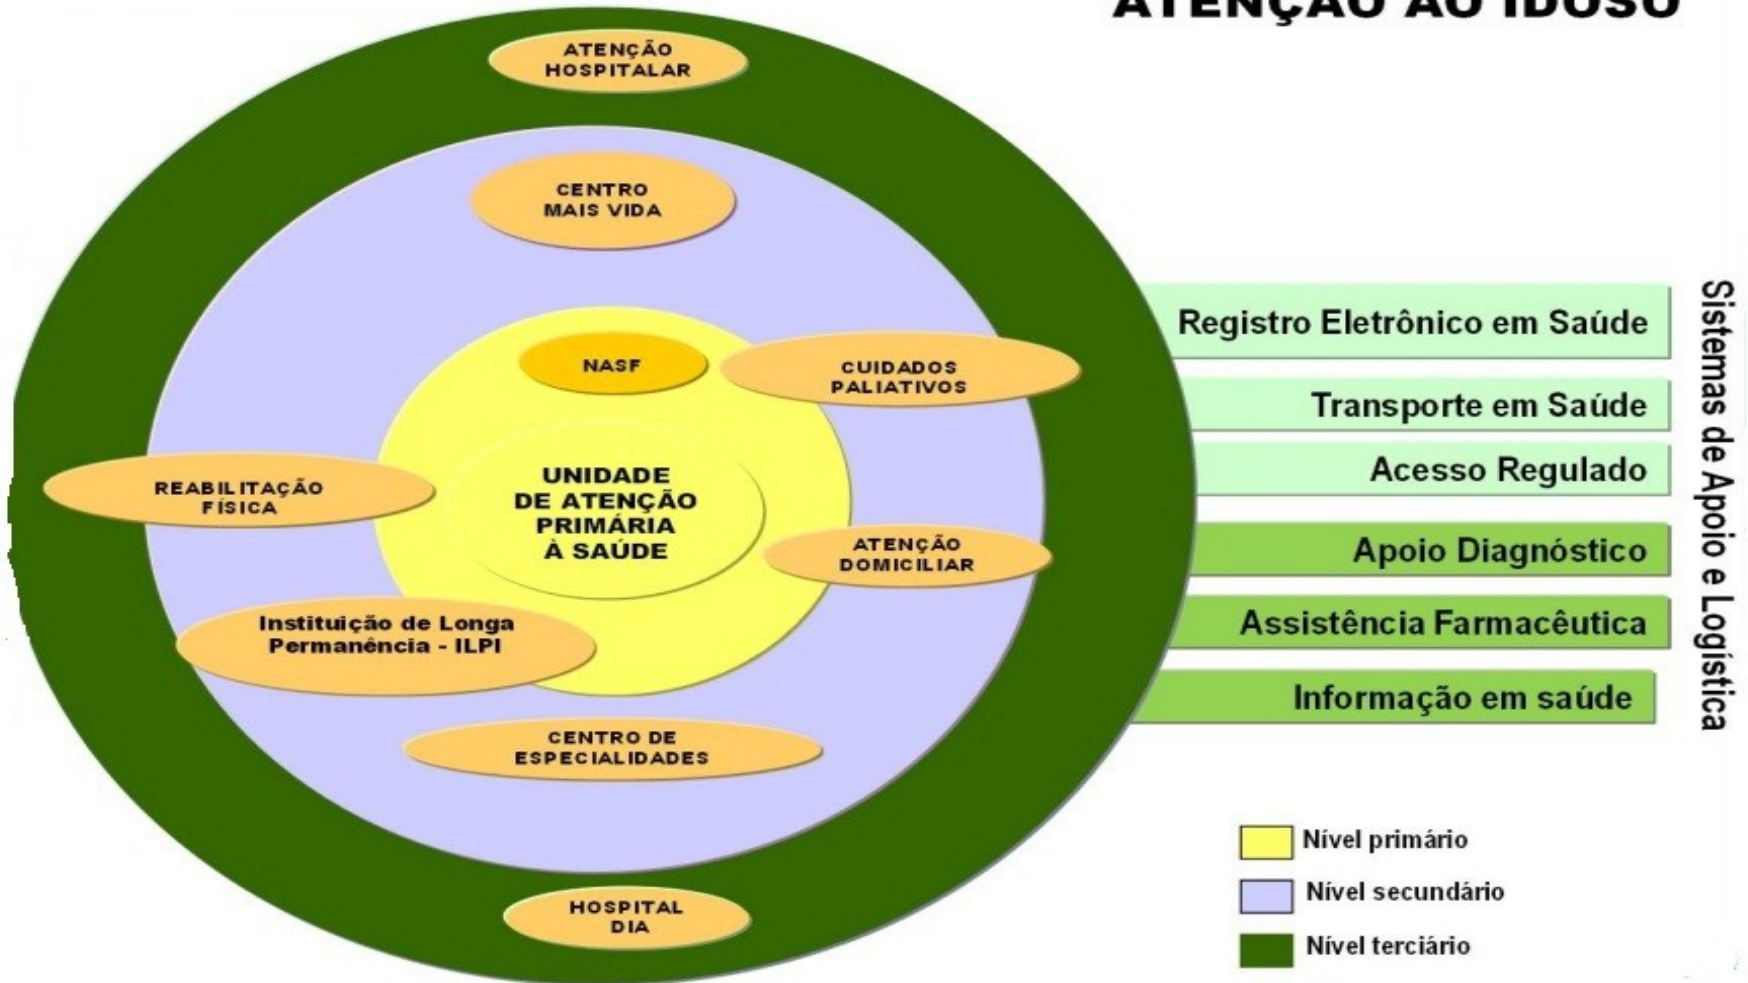 ATENÇÃO AO IDOSO
ATENÇÃO
HOSPITALAR
CENTRO
MAIS VIDA
NASF
CUIDADOS
PALIATIVOS
REABILITAÇÃO
FÍSICA
UNIDADE
DE ATENÇÃO
PRIMÁRIA
À SAÚDE
ATENÇÃO
DOMICILIAR
Instituição de Longa
Permanência - ILPI
CENTRO DE
ESPECIALIDADES
HOSPITAL
DIA
Registro Eletrônico em Saúde
Transporte em Saúde
Acesso Regulado
Apoio Diagnóstico
Assistência Farmacêutica
Informação em saúde
Sistemas de Apoio e Logística
Nível primário
Nível secundário
Nível terciário